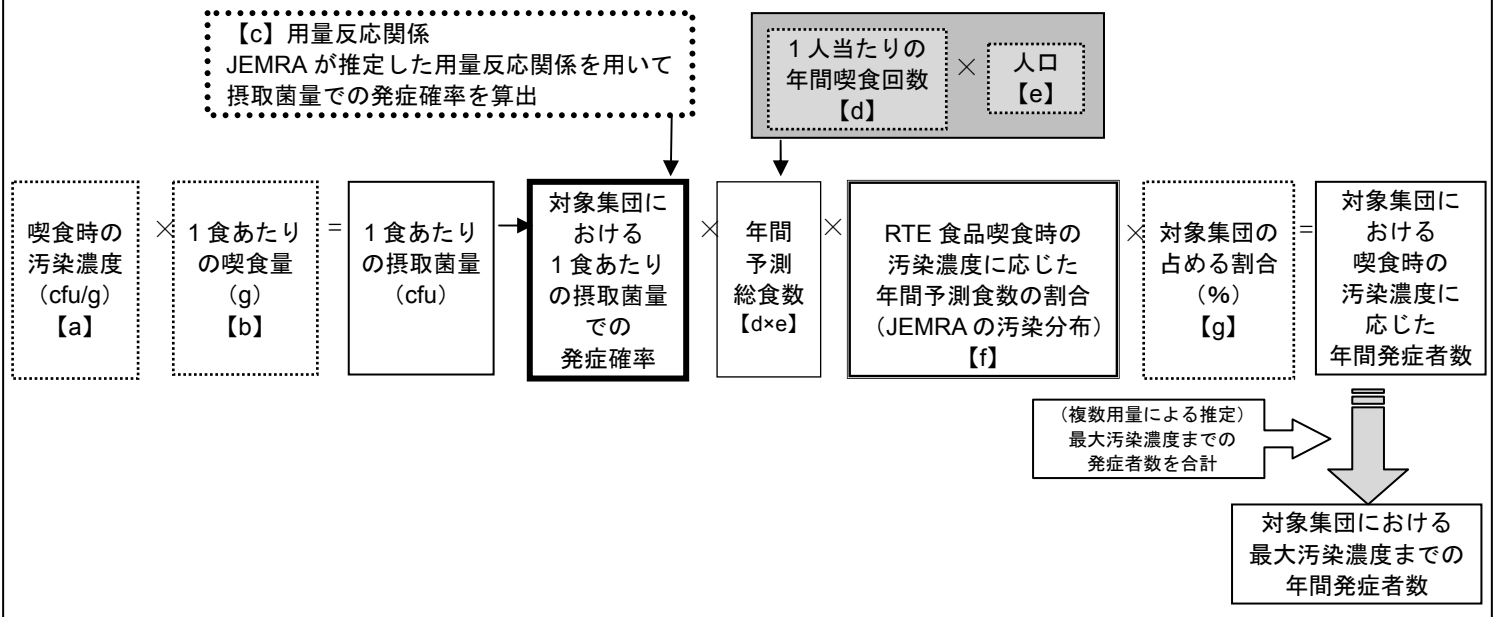 【c】用量反応関係
JEMRA が推定した用量反応関係を用いて
摂取菌量での発症確率を算出
1 人当たりの
年間喫食回数
【d】
×
人口
【e】
喫食時の
汚染濃度
（cfu/g）
【a】
×
1 食あたり
の喫食量
（g）
【b】
=
1 食あたり
の摂取菌量
（cfu）
対象集団に
おける
1 食あたり
の摂取菌量
での
発症確率
×
年間
予測
総食数
【d×e】
×
RTE 食品喫食時の
汚染濃度に応じた
年間予測食数の割合
（JEMRA の汚染分布）
【f】
×
対象集団の
占める割合
（%）
【g】
=
対象集団に
おける
喫食時の
汚染濃度に
応じた
年間発症者数
（複数用量による推定）
最大汚染濃度までの
発症者数を合計
対象集団における
最大汚染濃度までの
年間発症者数